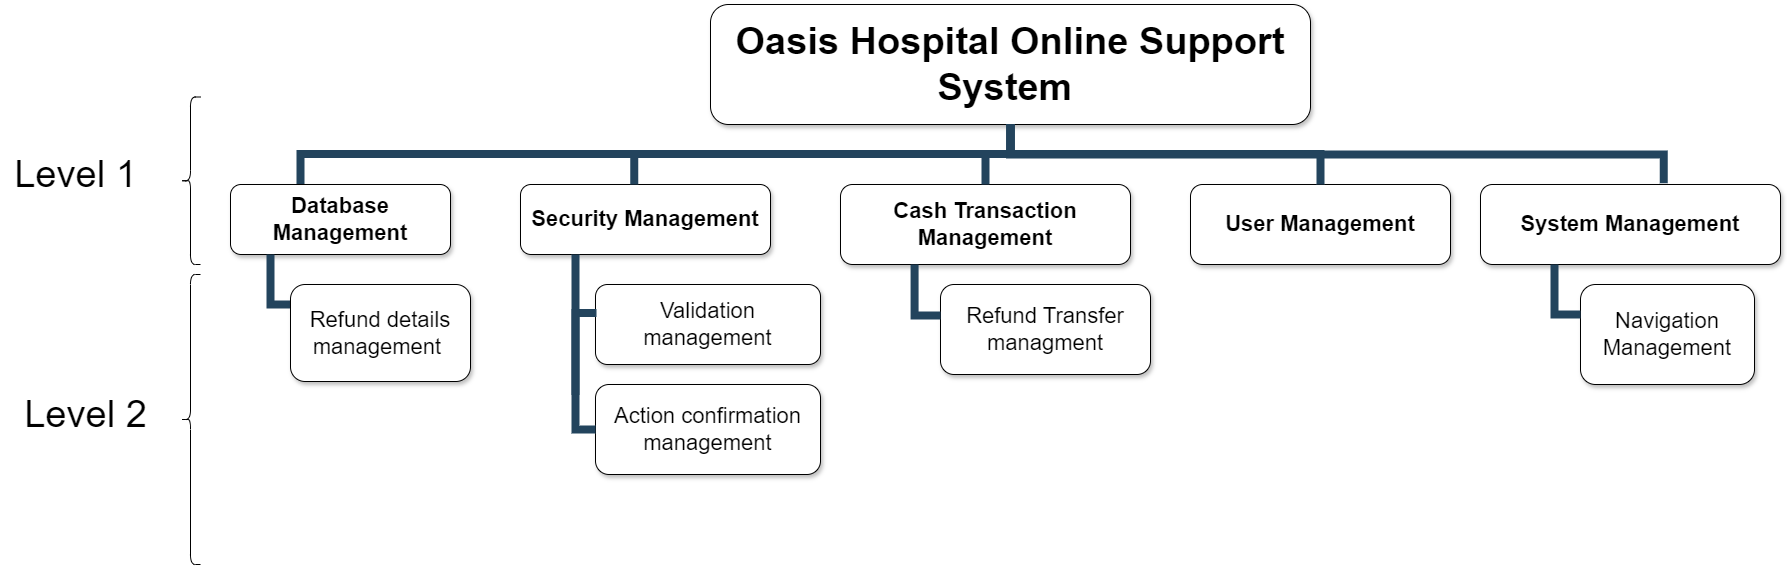 Oasis Hospital Online Support
System
Level 1
Database
Management
Security Management
Cash Transaction
Management
User Management
System Management
Level 2
Refund details
management
Validation
management
Action confirmation
management
Refund Transfer
managment
Navigation
Management